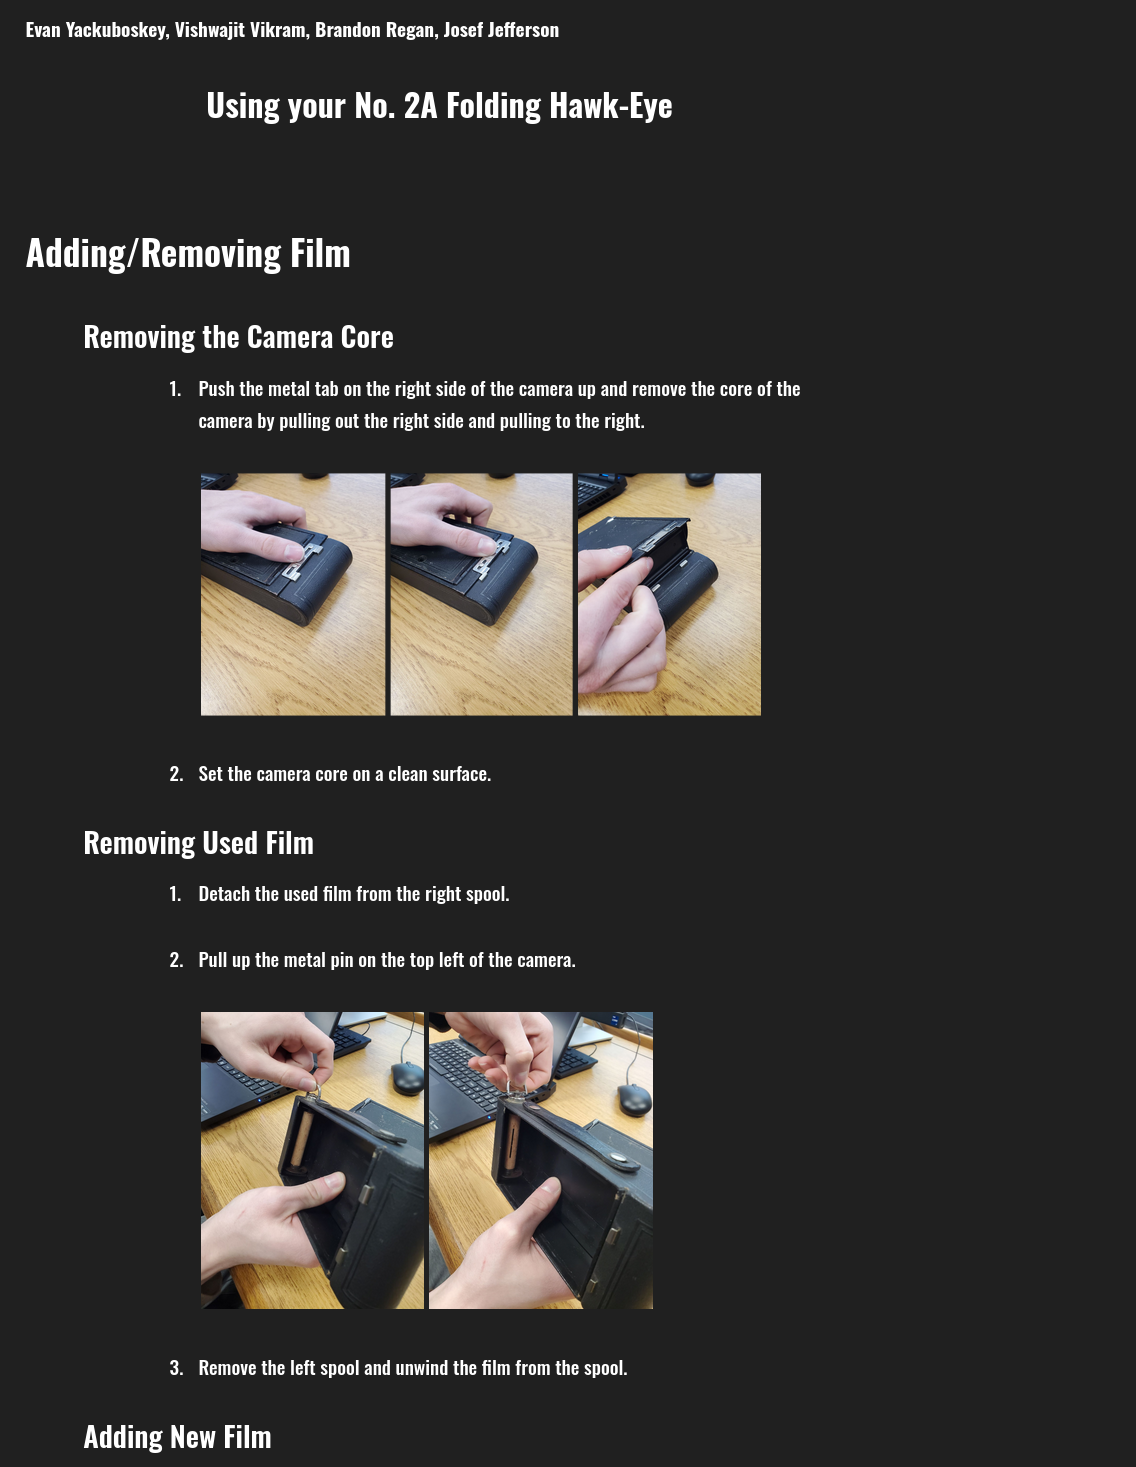 Evan Yackuboskey, Vishwajit Vikram, Brandon Regan, Josef Jefferson
Using your No. 2A Folding Hawk-Eye
Adding/Removing Film
Removing the Camera Core
1. Push the metal tab on the right side of the camera up and remove the core of the
camera by pulling out the right side and pulling to the right.
2. Set the camera core on a clean surface.
Removing Used Film
1. Detach the used film from the right spool.
2. Pull up the metal pin on the top left of the camera.
3. Remove the left spool and unwind the film from the spool.
Adding New Film